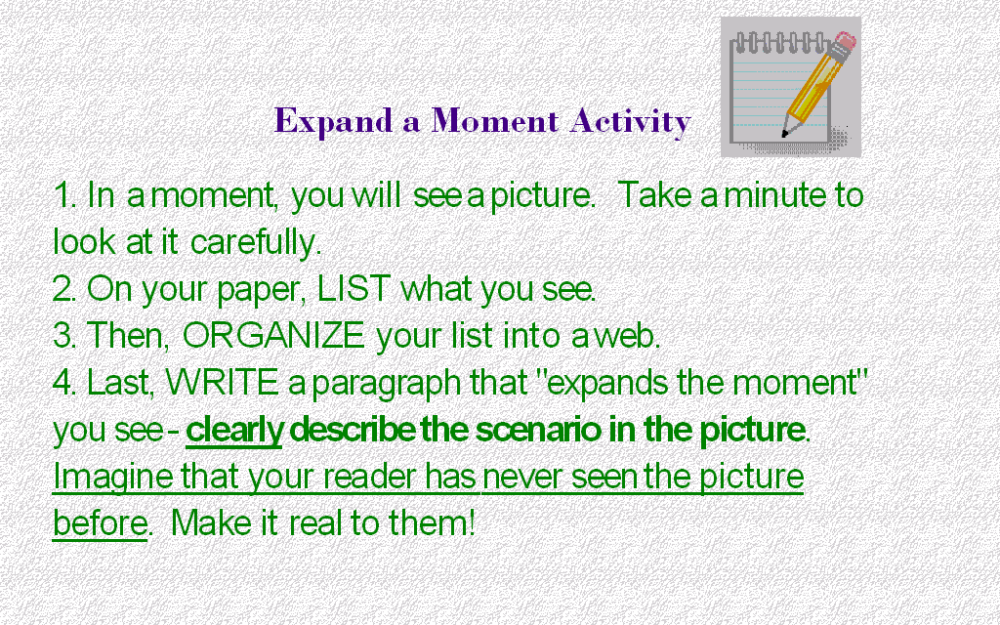 Expand a Moment Activity
1. In a moment, you will see a picture. Take a minute to
look at it carefully.
2. On your paper, LIST what you see.
3. Then, ORGANIZE your list into a web.
4. Last, WRITE a paragraph that "expands the moment"
you see - clearly describe the scenario in the picture.
Imagine that your reader has never seen the picture
before. Make it real to them!